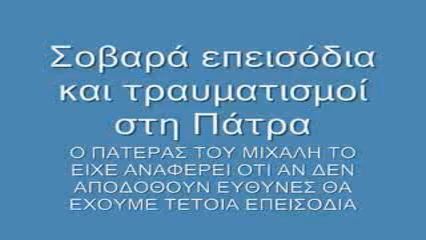 Σοβαρά επεισόδια
και τραυματισμοί
στη Πάτρα
Ο ΠΑΤΕΡΑΣ ΤΟΥ ΜΙΧΑΛΗ ΤΟ
ΕΙΧΕ ΑΝΑΦΕΡΕΙ ΟΤΙ ΑΝ ΔΕΝ
ΑΠΟΔΟΘΟΥΝ ΕΥΘΥΝΕΣ ΘΑ
ΕΧΟΥΜΕ ΤΕΤΟΙΑ ΕΠΕΙΣΟΔΙΑ